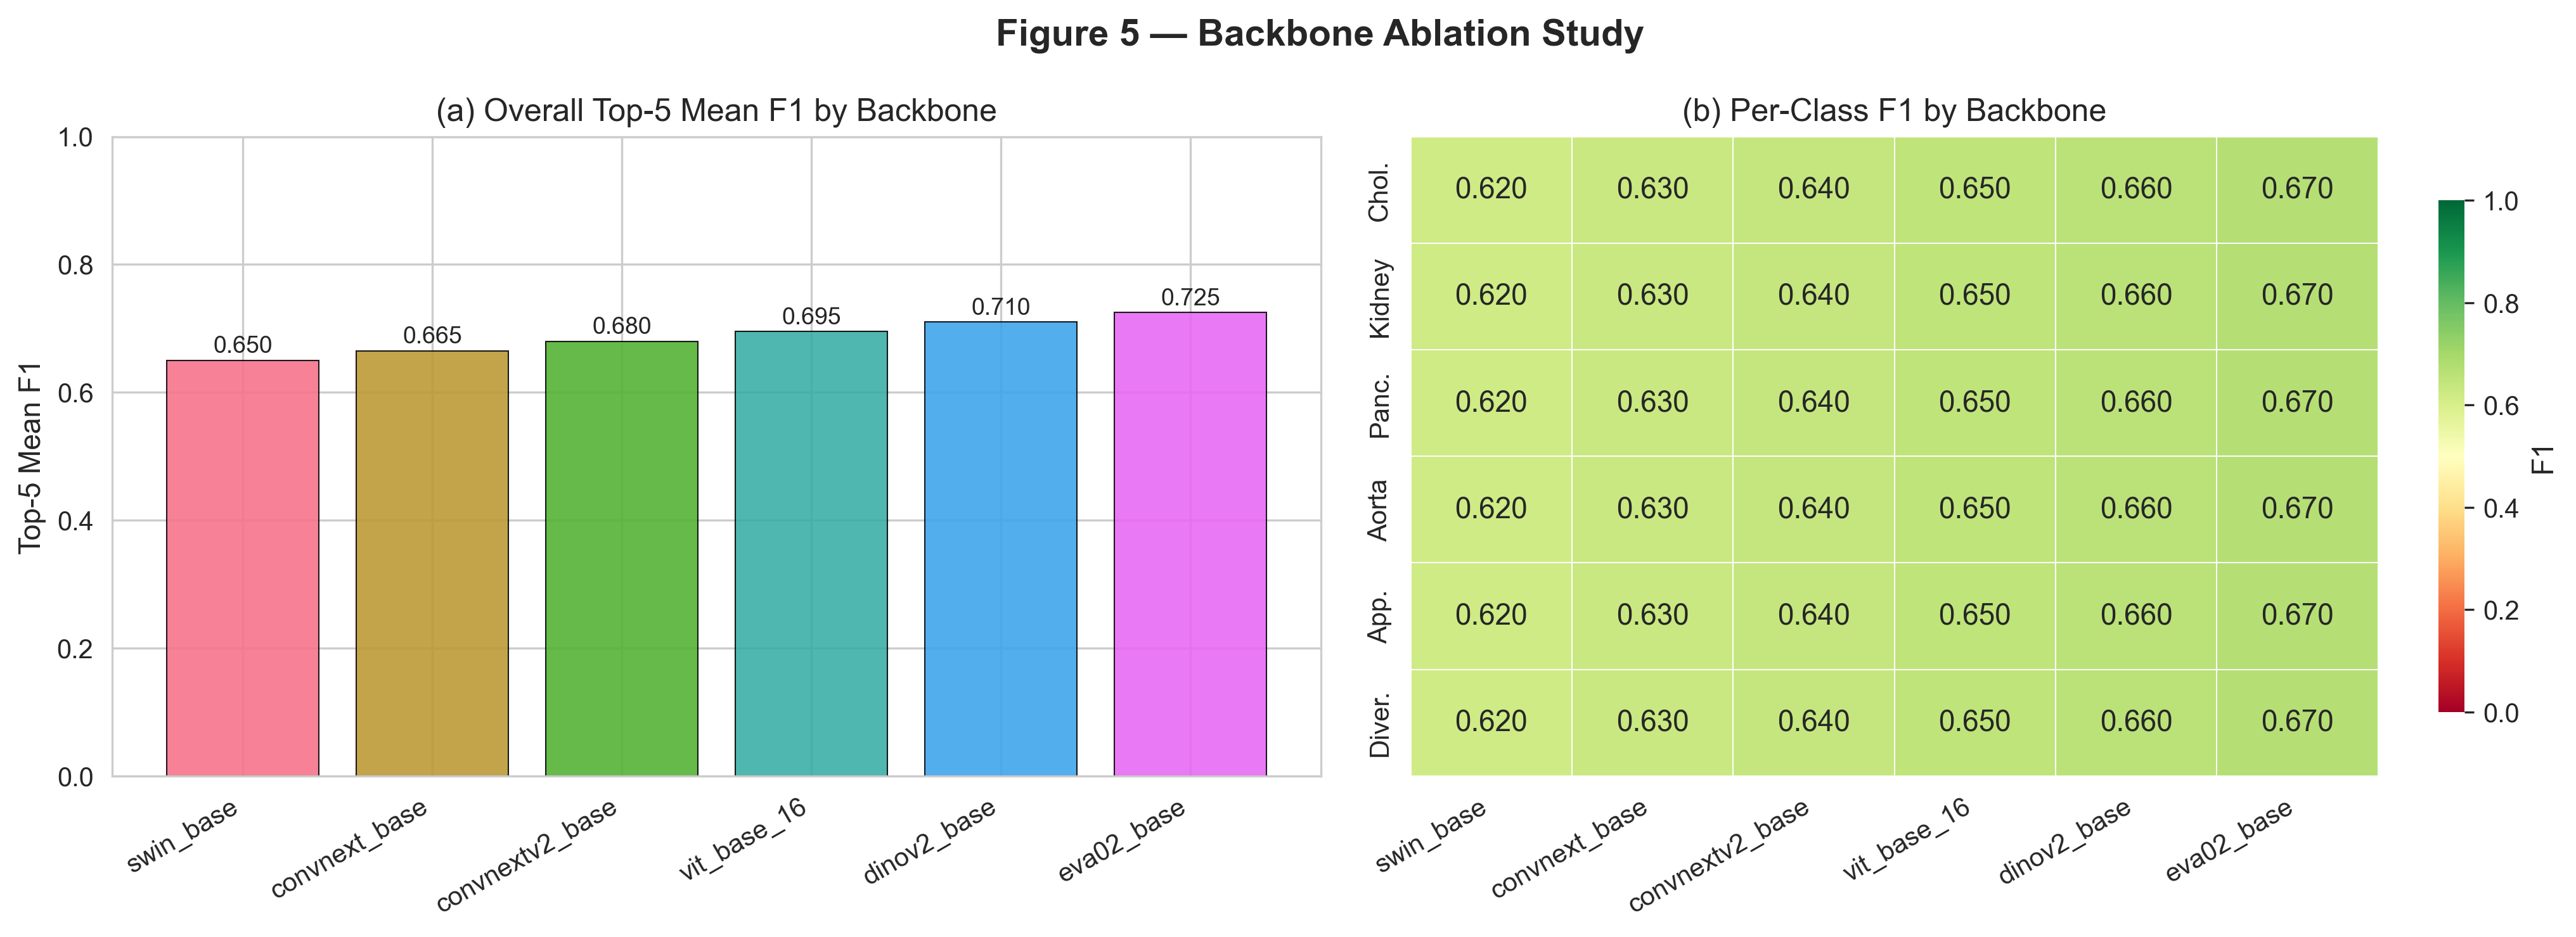 Figure 5 — Backbone Ablation Study
(a) Overall Top-5 Mean F1 by Backbone
Top-5 Mean F1
1.0
0.8
0.6
0.4
0.2
0.0
0.650
0.665
0.680
0.695
0.710
0.725
swin_base
convnext_base
convnextv2_base
vit_base_16
dinov2_base
eva02_base
(b) Per-Class F1 by Backbone
Chol.
0.620 0.630 0.640 0.650 0.660 0.670
Kidney
0.620 0.630 0.640 0.650 0.660 0.670
Panc.
0.620 0.630 0.640 0.650 0.660 0.670
Aorta
0.620 0.630 0.640 0.650 0.660 0.670
App.
0.620 0.630 0.640 0.650 0.660 0.670
Diver.
0.620 0.630 0.640 0.650 0.660 0.670
swin_base
convnext_base
convnextv2_base
vit_base_16
dinov2_base
eva02_base
1.0
0.8
0.6
0.4
0.2
0.0
F1